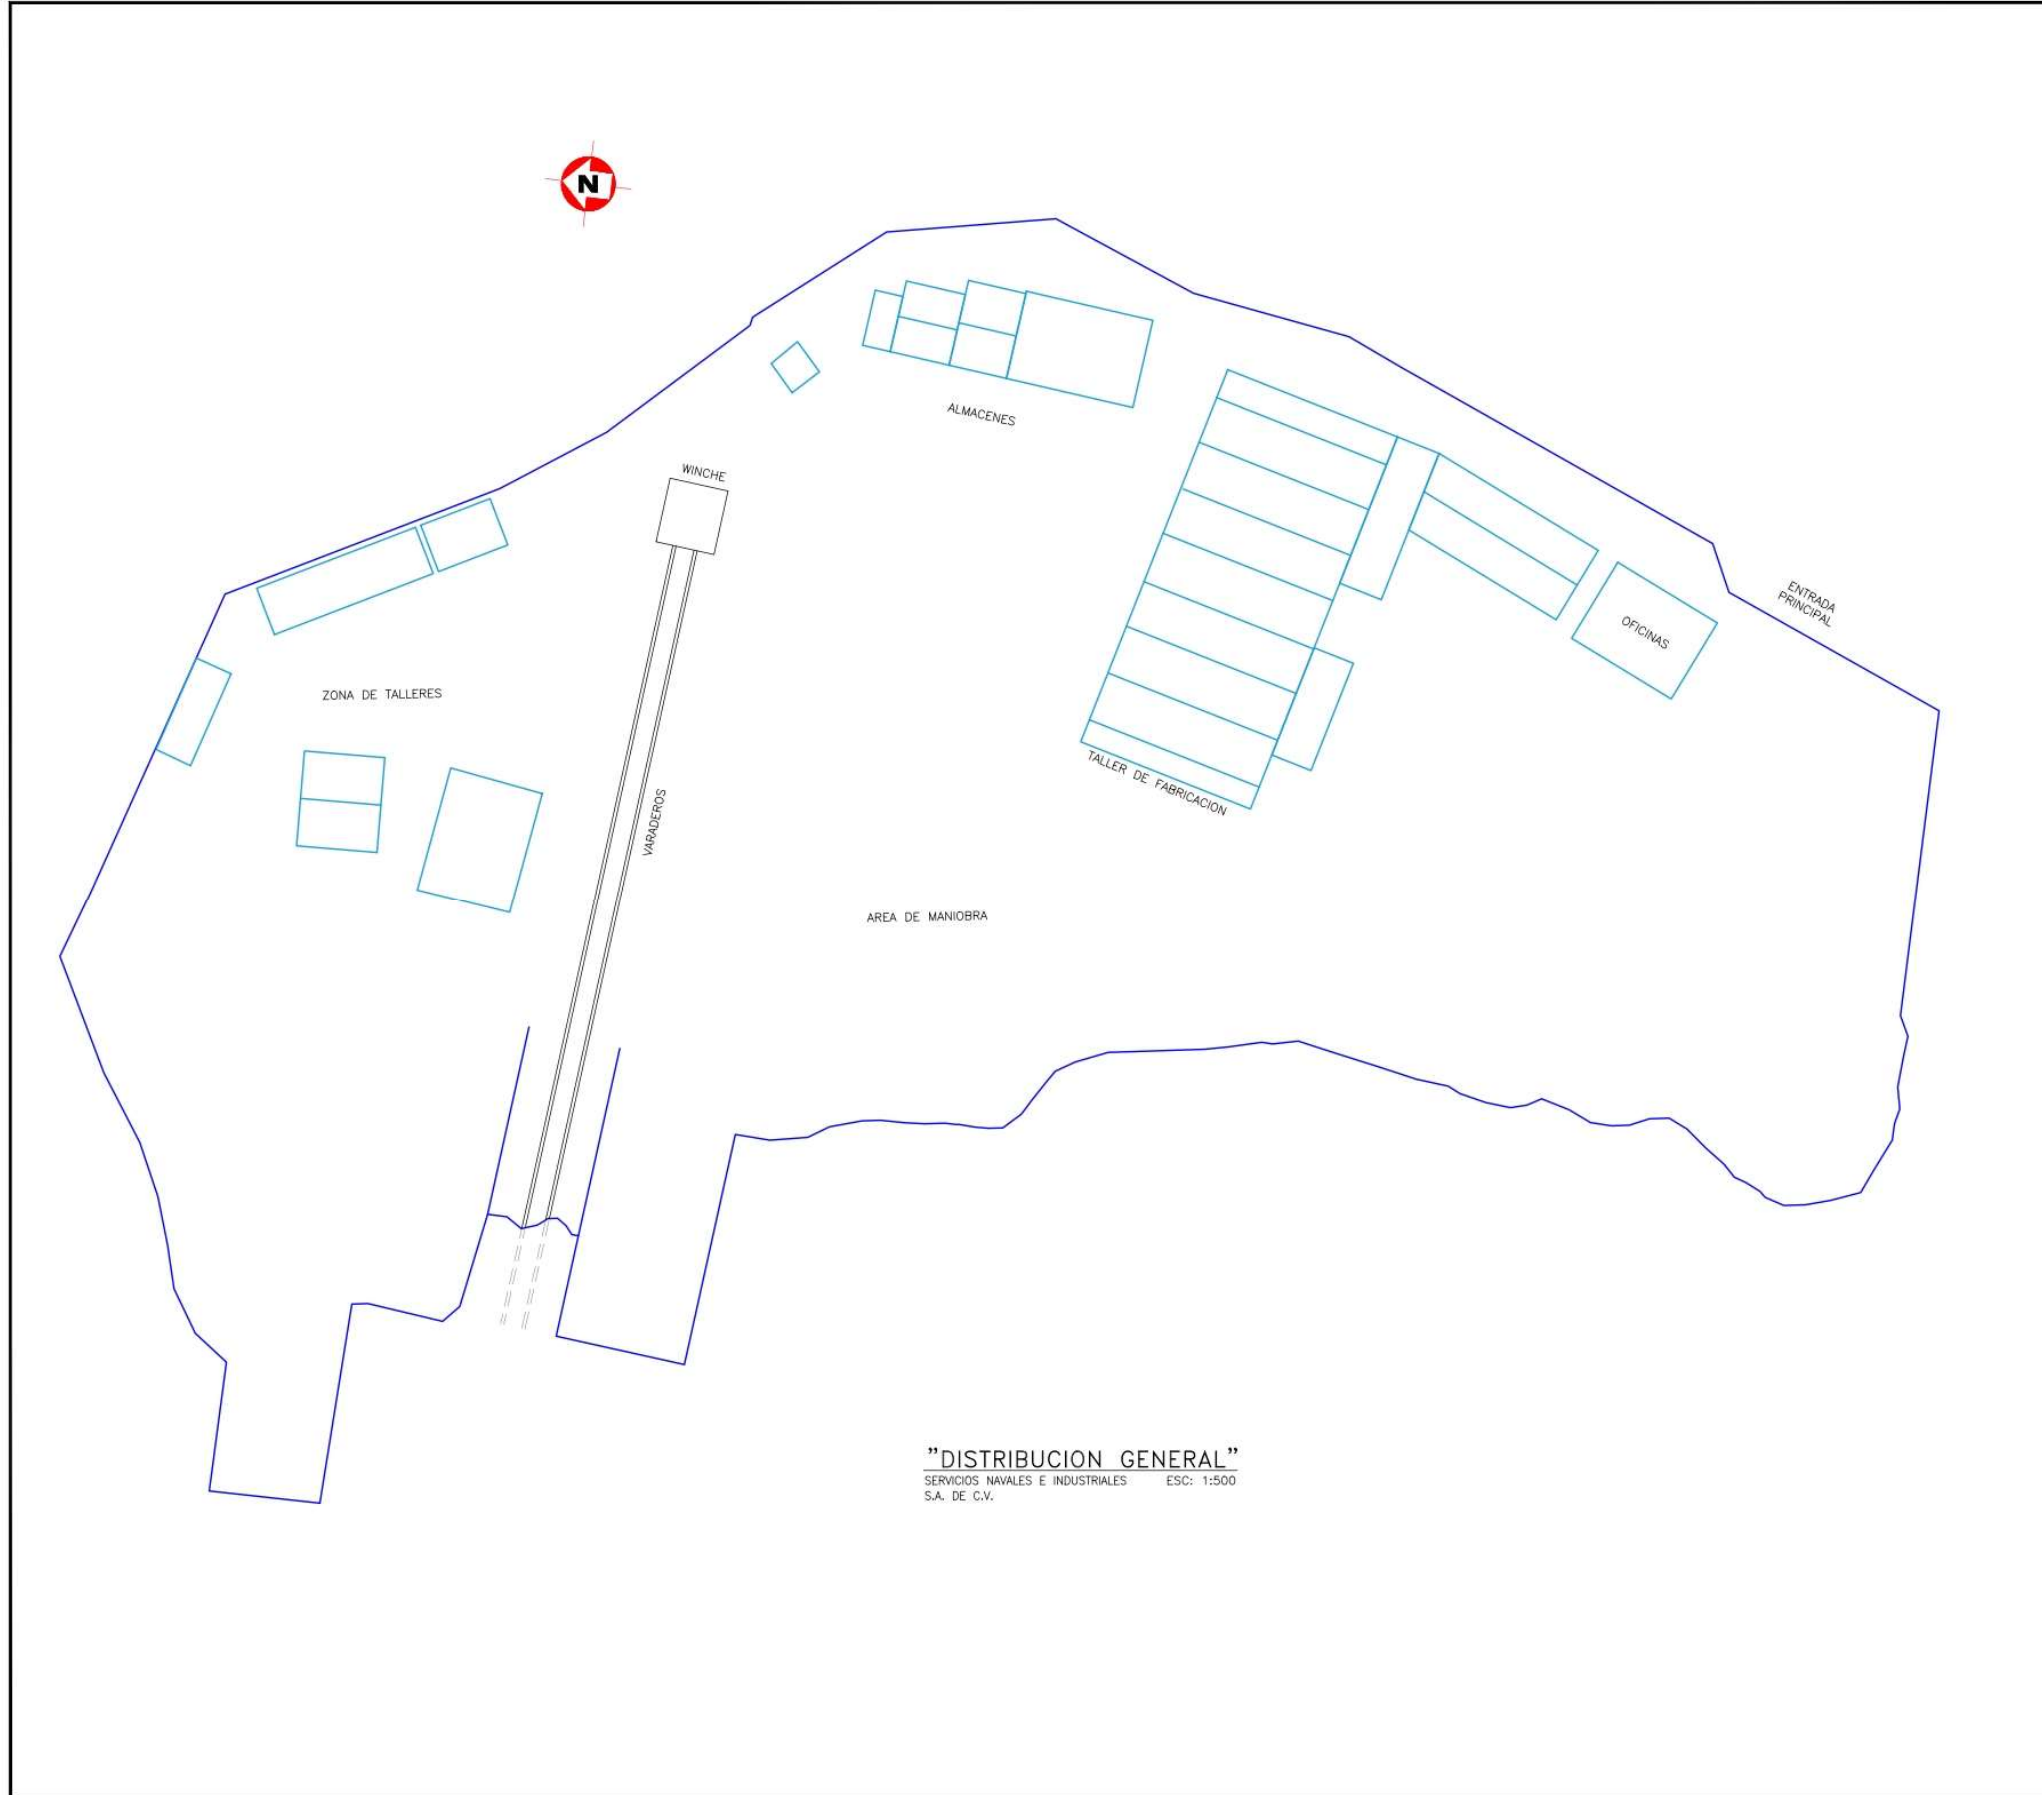 N
ALMACENES
WINCHE
ENTRADA
PRINCIPAL
OFICINAS
ZONA DE TALLERES
TALLER DE FABRICACION
VARADEROS
AREA DE MANIOBRA
"DISTRIBUCION GENERAL"
SERVICIOS NAVALES E INDUSTRIALES ESC: 1:500
S.A. DE C.V.